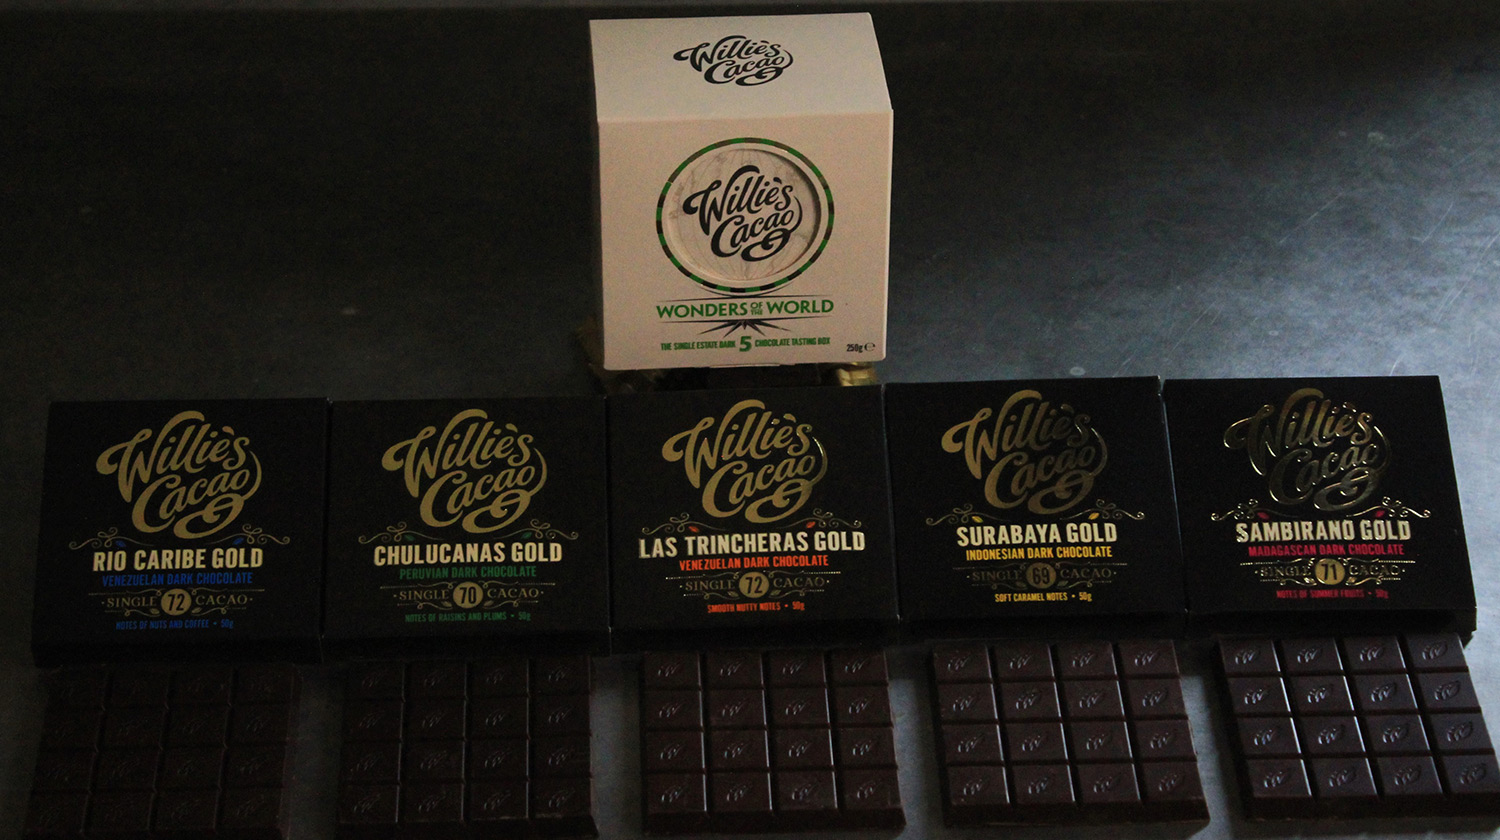 Willie's
Cacao
Willie's
Cacao
WONDERS OF THE WORLD
THE SINGLE ESTATE DARK 5 CHOCOLATE TASTING BOX
250g ℮
Willie's
Cacao
RIO CARIBE GOLD
VENEZUELAN DARK CHOCOLATE
SINGLE 72 CACAO
NOTES OF NUTS AND COFFEE • 50g
Willie's
Cacao
CHULUCANAS GOLD
PERUVIAN DARK CHOCOLATE
SINGLE 70 CACAO
NOTES OF RAISINS AND PLUMS • 50g
Willie's
Cacao
LAS TRINCHERAS GOLD
VENEZUELAN DARK CHOCOLATE
SINGLE 72 CACAO
SMOOTH NUTTY NOTES • 50g
Willie's
Cacao
SURABAYA GOLD
INDONESIAN DARK CHOCOLATE
SINGLE 69 CACAO
SOFT CARAMEL NOTES • 50g
Willie's
Cacao
SAMBIRANO GOLD
MADAGASCAN DARK CHOCOLATE
SINGLE 71 CACAO
NOTES OF SUMMER FRUITS • 50g